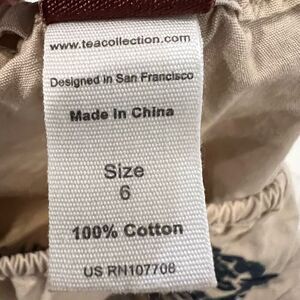 www.teacollection.com
Designed in San Francisco
Made In China
Size
6
100% Cotton
US RN107708